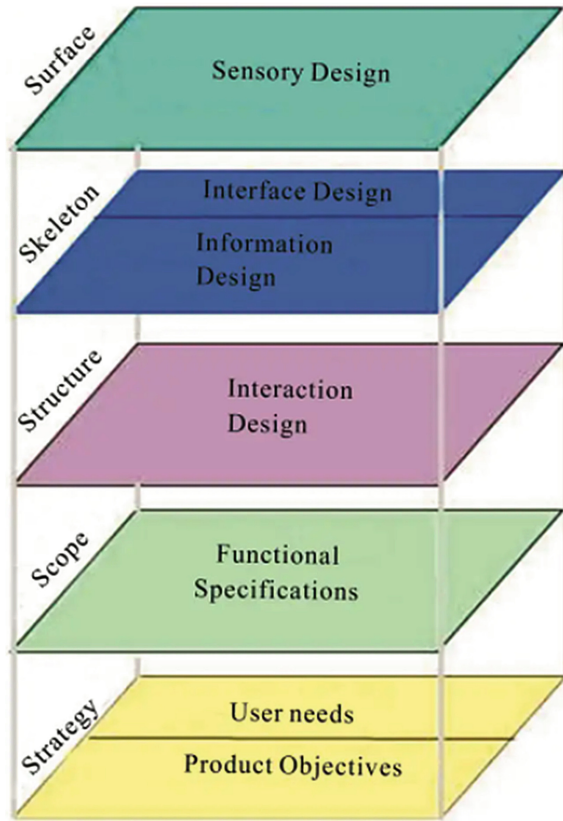 Surface
Sensory Design
Skeleton
Interface Design
Information
Design
Structure
Interaction
Design
Scope
Functional
Specifications
Strategy
User needs
Product Objectives